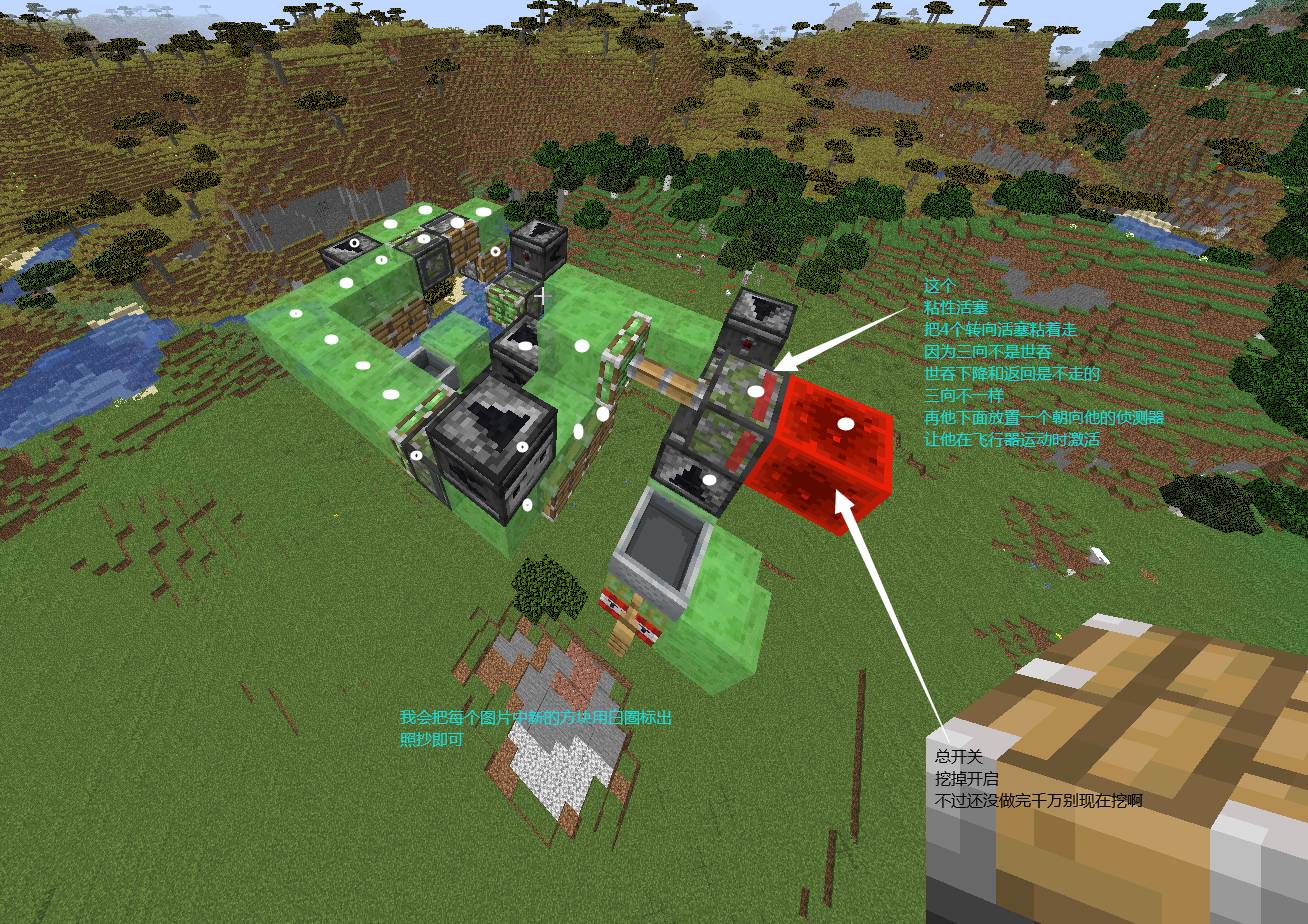 这个
粘性活塞
把4个转向活塞粘着走
因为三向不是世吞
世吞下降和返回是不走的
三向不一样
再他下面放置一个朝向他的侦测器
让他在飞行器运动时激活
我会把每个图片中新的方块用白圈标出
照抄即可
总开关
挖掉开启
不过还没做完千万别现在挖啊